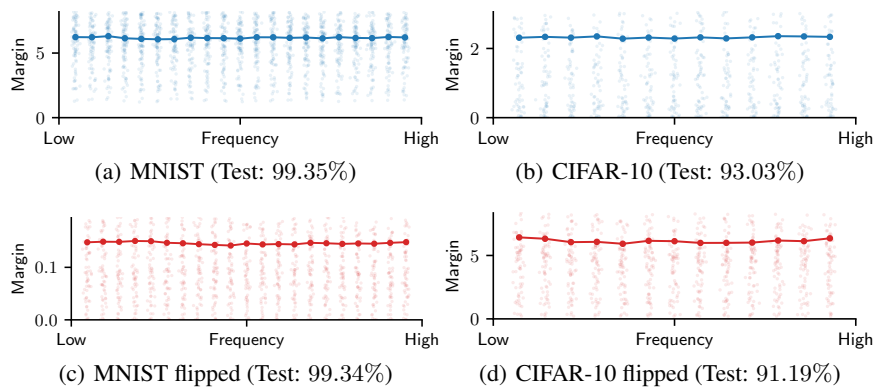 Margin
5
0
Low
Frequency
High
(a) MNIST (Test: 99.35%)
Margin
2
0
Low
Frequency
High
(b) CIFAR-10 (Test: 93.03%)
Margin
0.1
0.0
Low
Frequency
High
(c) MNIST flipped (Test: 99.34%)
Margin
5
0
Low
Frequency
High
(d) CIFAR-10 flipped (Test: 91.19%)